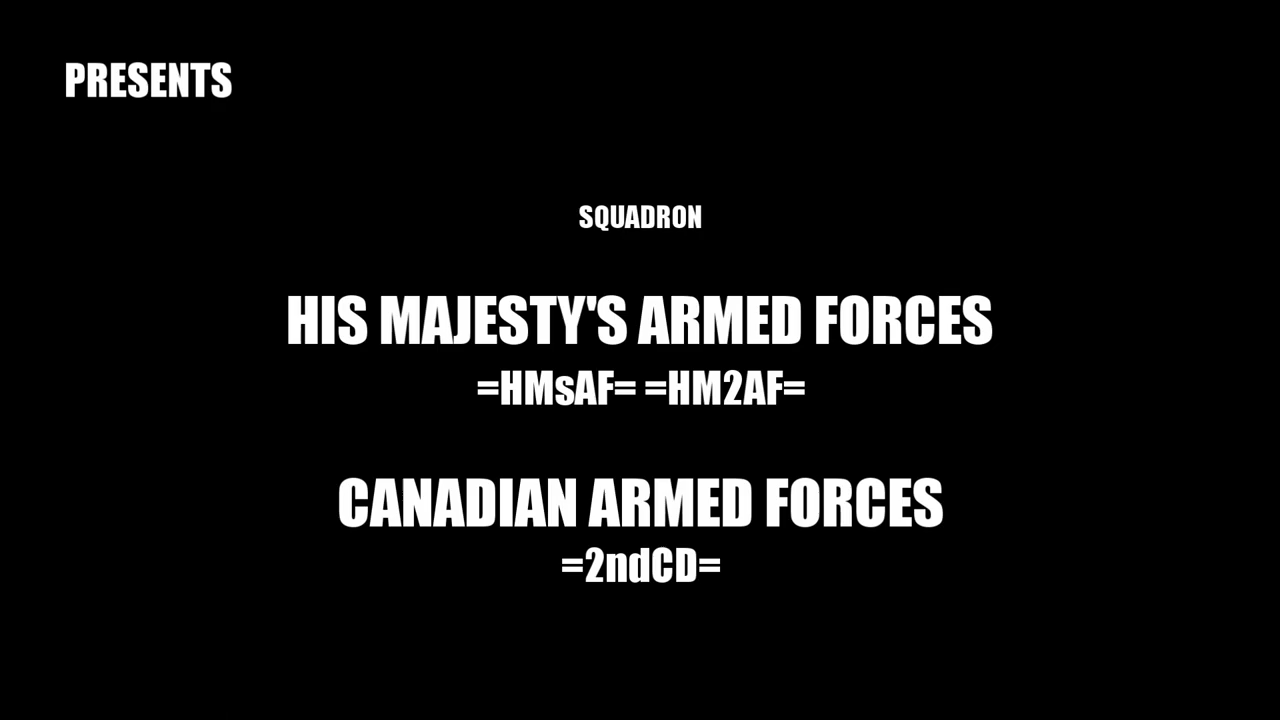 PRESENTS
SQUADRON
HIS MAJESTY'S ARMED FORCES
=HMsAF= =HM2AF=
CANADIAN ARMED FORCES
=2ndCD=